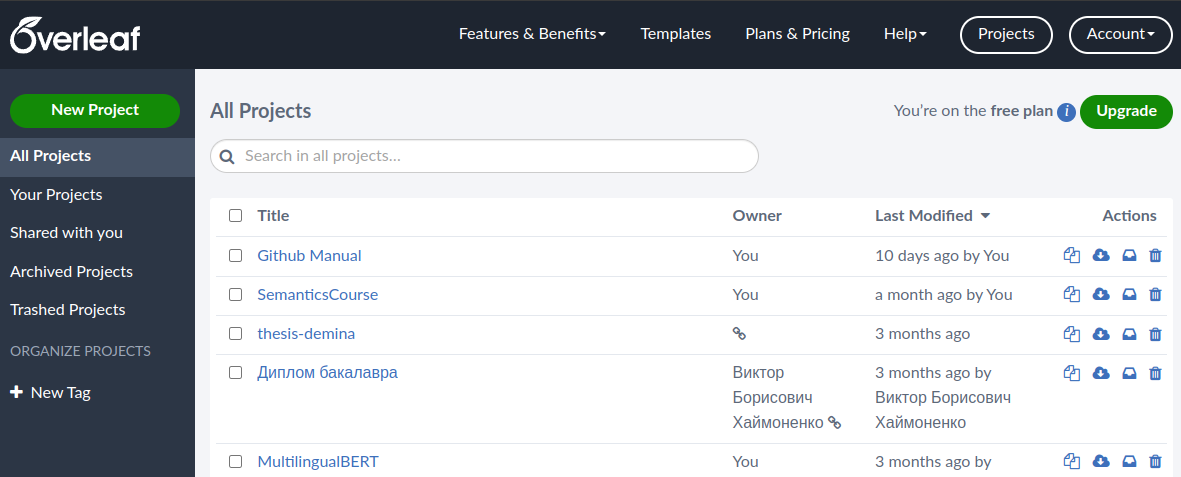 Overleaf
Features & Benefits
Templates
Plans & Pricing
Help
Projects
Account
New Project
All Projects
Your Projects
Shared with you
Archived Projects
Trashed Projects
ORGANIZE PROJECTS
New Tag
All Projects
You’re on the free plan i
Upgrade
Search in all projects…
Title Owner Last Modified Actions
Github Manual You 10 days ago by You
SemanticsCourse You a month ago by You
thesis-demina 3 months ago
Диплом бакалавра Виктор 3 months ago by
Борисович Виктор Борисович
Хаймоненко Хаймоненко
MultilingualBERT You 3 months ago by